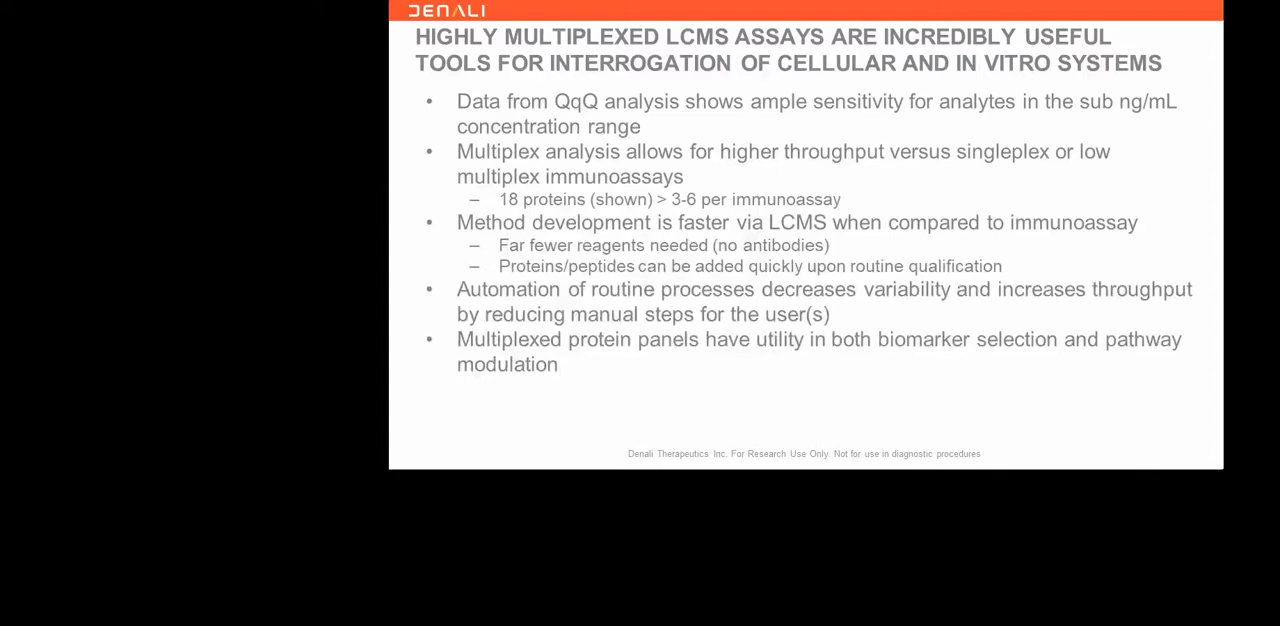 DENALI
HIGHLY MULTIPLEXED LCMS ASSAYS ARE INCREDIBLY USEFUL
TOOLS FOR INTERROGATION OF CELLULAR AND IN VITRO SYSTEMS
• Data from QqQ analysis shows ample sensitivity for analytes in the sub ng/mL
concentration range
• Multiplex analysis allows for higher throughput versus singleplex or low
multiplex immunoassays
– 18 proteins (shown) > 3-6 per immunoassay
• Method development is faster via LCMS when compared to immunoassay
– Far fewer reagents needed (no antibodies)
– Proteins/peptides can be added quickly upon routine qualification
• Automation of routine processes decreases variability and increases throughput
by reducing manual steps for the user(s)
• Multiplexed protein panels have utility in both biomarker selection and pathway
modulation
Denali Therapeutics Inc. For Research Use Only. Not for use in diagnostic procedures